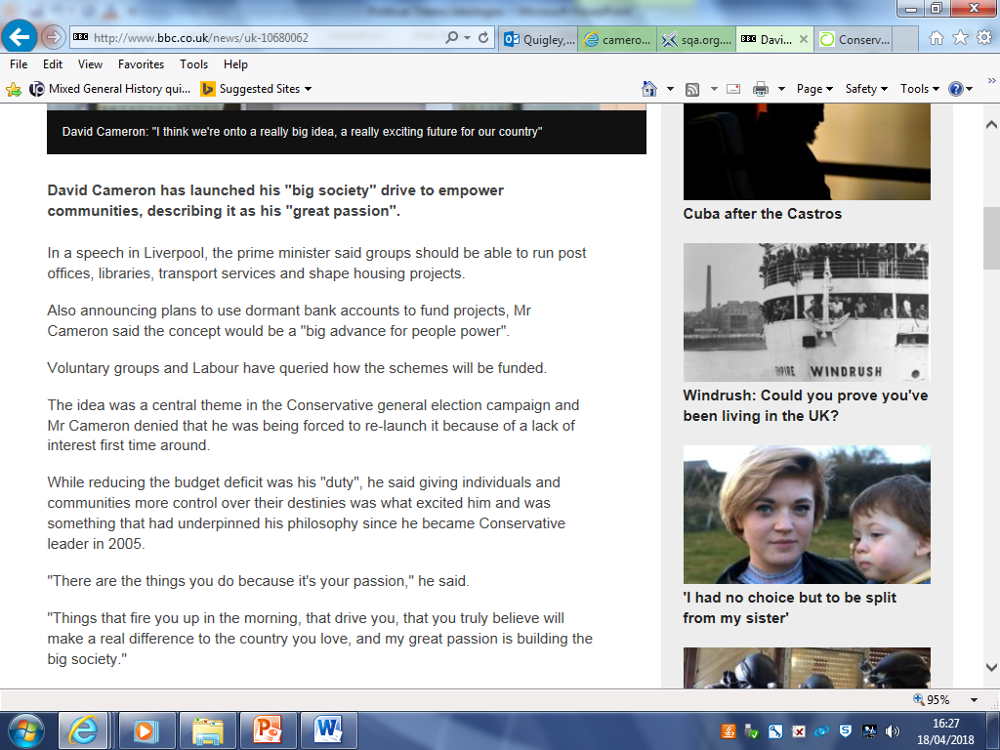 Political Theory Ideologies - Microsoft PowerPoint
BBC http://www.bbc.co.uk/news/uk-10680062
Quigley,...
camero...
sqa.org....
BBC Davi...
Conserv...
File Edit View Favorites Tools Help
Mixed General History qui...
Suggested Sites
Page Safety Tools
David Cameron: "I think we're onto a really big idea, a really exciting future for our country"
David Cameron has launched his "big society" drive to empower
communities, describing it as his "great passion".
In a speech in Liverpool, the prime minister said groups should be able to run post
offices, libraries, transport services and shape housing projects.
Also announcing plans to use dormant bank accounts to fund projects, Mr
Cameron said the concept would be a "big advance for people power".
Voluntary groups and Labour have queried how the schemes will be funded.
The idea was a central theme in the Conservative general election campaign and
Mr Cameron denied that he was being forced to re-launch it because of a lack of
interest first time around.
While reducing the budget deficit was his "duty", he said giving individuals and
communities more control over their destinies was what excited him and was
something that had underpinned his philosophy since he became Conservative
leader in 2005.
"There are the things you do because it's your passion," he said.
"Things that fire you up in the morning, that drive you, that you truly believe will
make a real difference to the country you love, and my great passion is building the
big society."
Cuba after the Castros
EMPIRE WINDRUSH
Windrush: Could you prove you've
been living in the UK?
'I had no choice but to be split
from my sister'
95%
16:27
18/04/2018